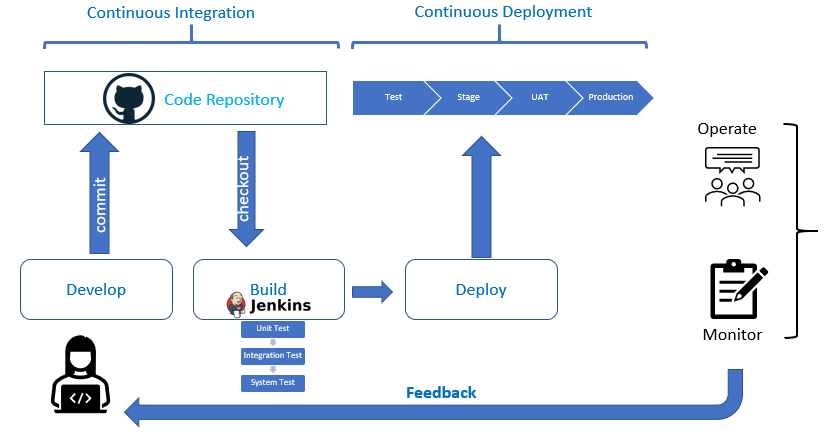 Continuous Integration
Continuous Deployment
Code Repository
Test
Stage
UAT
Production
Operate
commit
checkout
Develop
Build
Jenkins
Deploy
Unit Test
Integration Test
System Test
Monitor
</>
Feedback